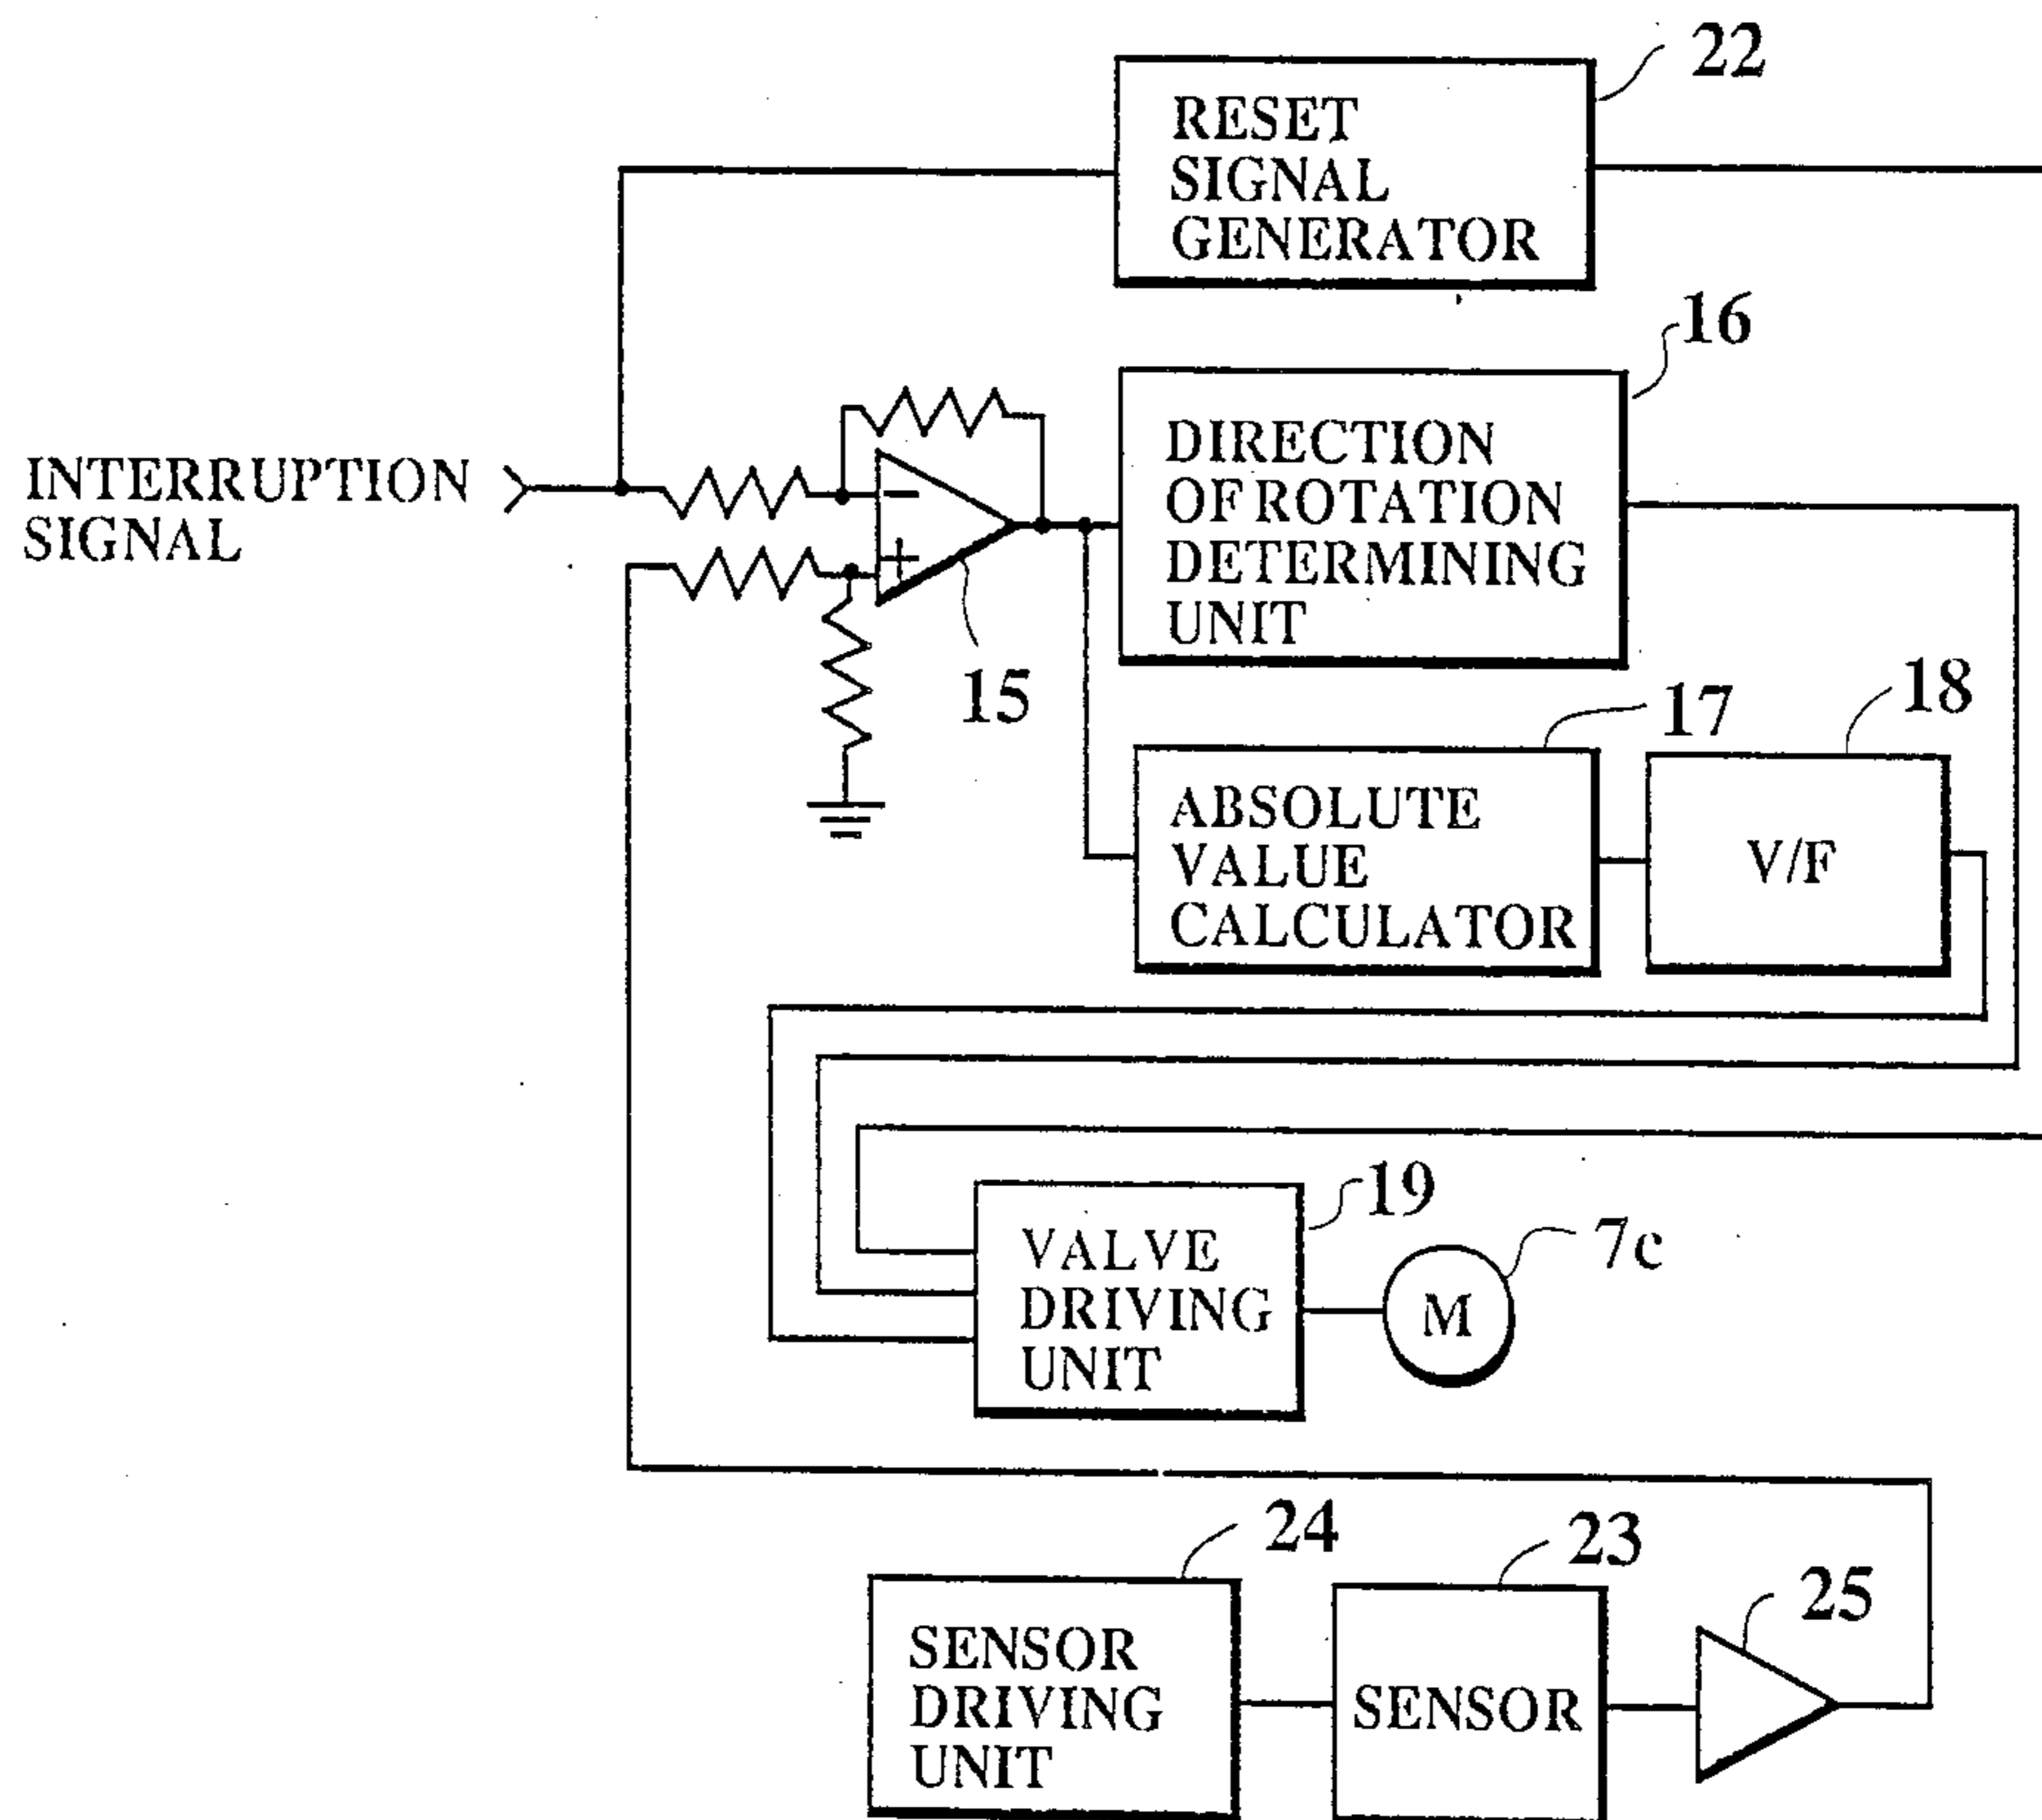 22
RESET
SIGNAL
GENERATOR
16
DIRECTION
OF ROTATION
DETERMINING
UNIT
INTERRUPTION
SIGNAL
−
+
15
17
18
ABSOLUTE
VALUE
CALCULATOR
V/F
19
7c
VALVE
DRIVING
UNIT
M
24
23
25
SENSOR
DRIVING
UNIT
SENSOR